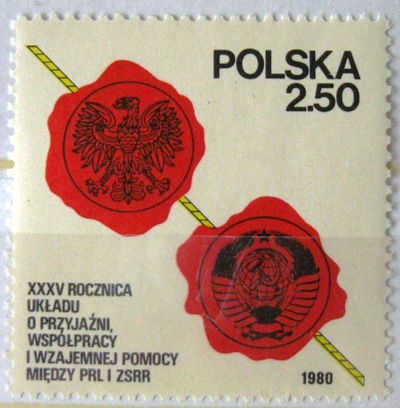 POLSKA
2.50
XXXV ROCZNICA
UKŁADU
O PRZYJAŹNI,
WSPÓŁPRACY
I WZAJEMNEJ POMOCY
MIĘDZY PRL I ZSRR
1980